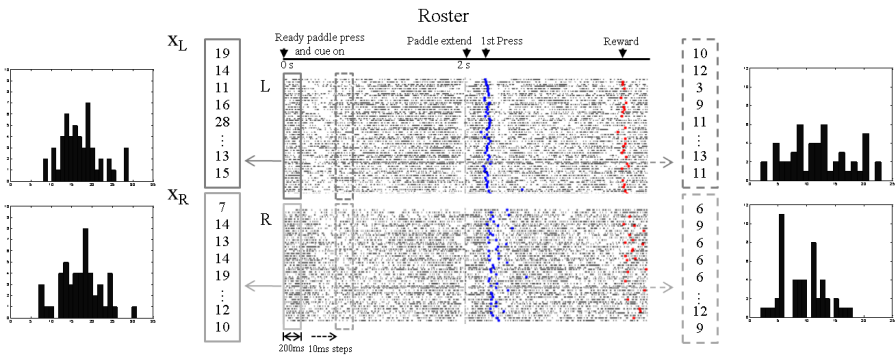 Roster
X_L
X_R
Ready paddle press
and cue on
Paddle extend
1st Press
Reward
0 s
2 s
L
R
19
14
11
16
28
⋮
13
15
7
14
13
14
19
⋮
12
10
10
12
3
9
11
⋮
13
11
6
9
6
6
6
⋮
12
9
200ms
10ms steps